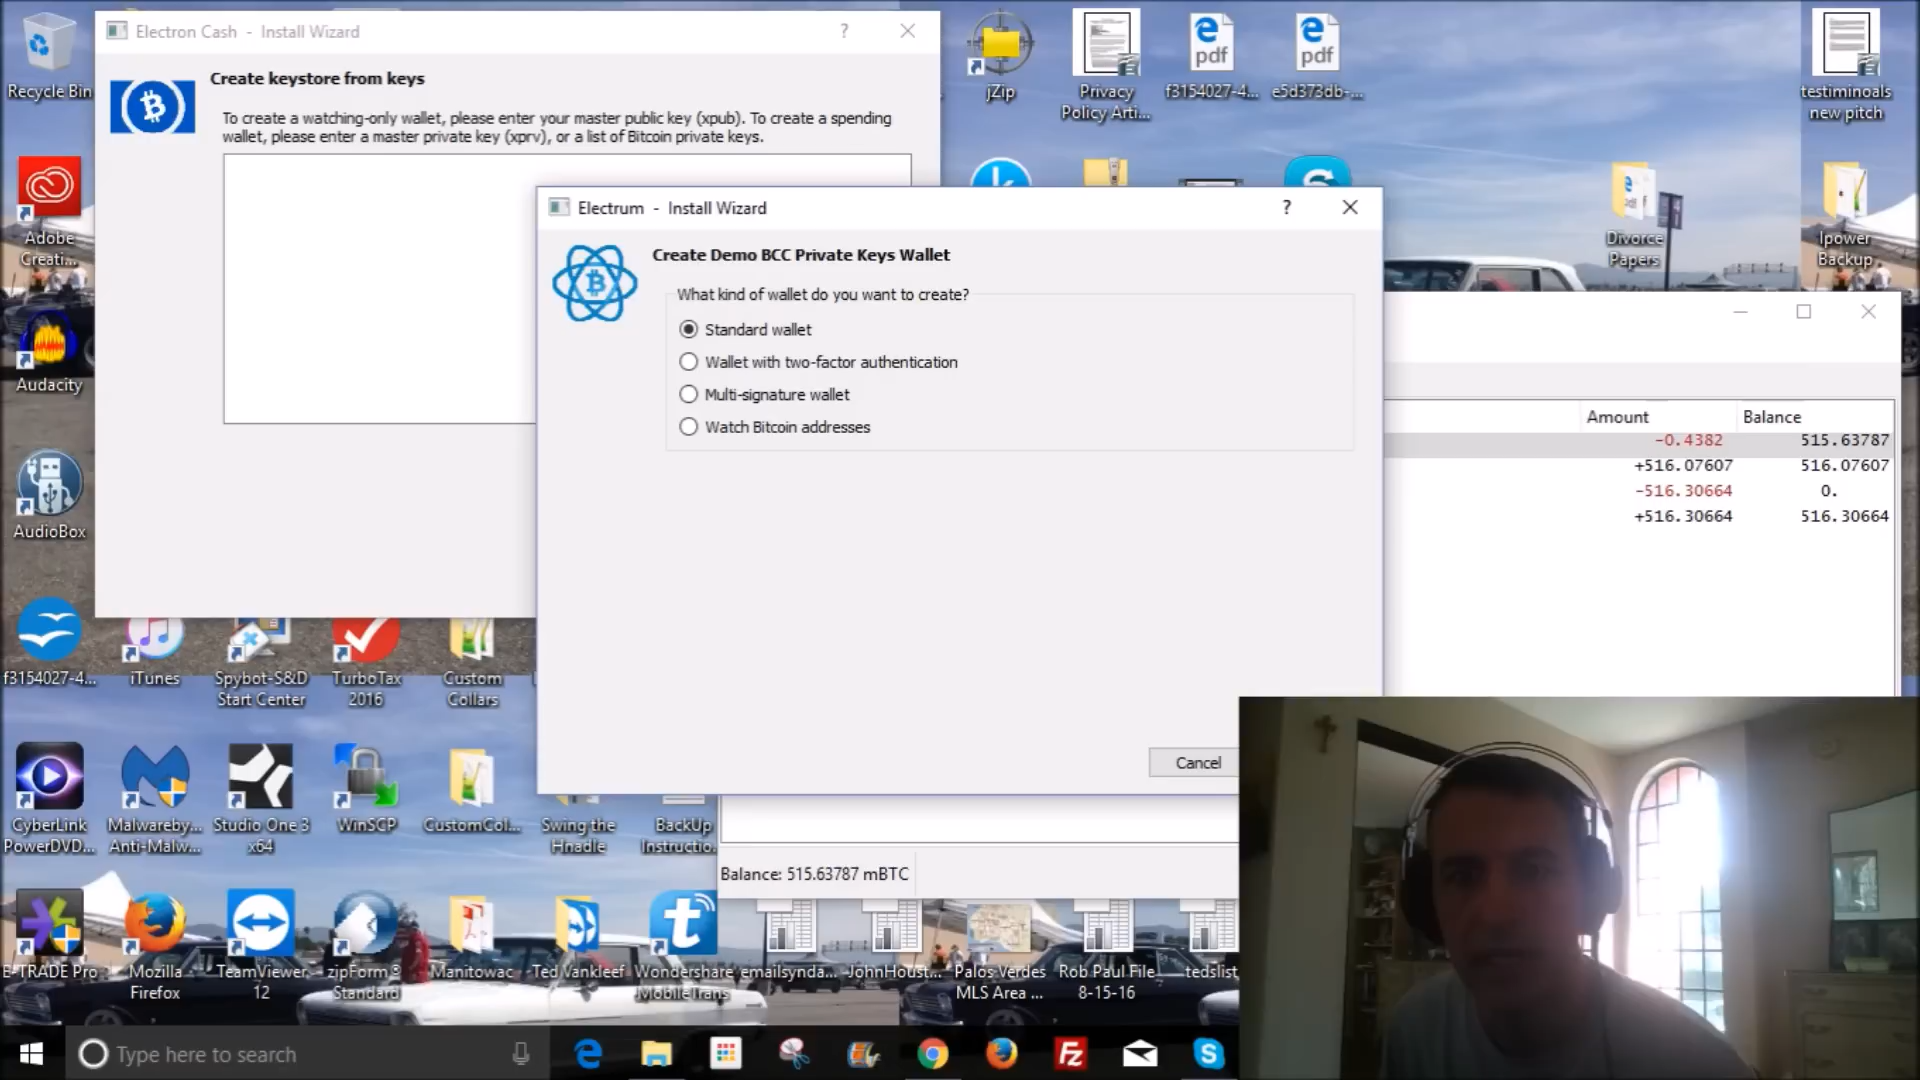 Electron Cash - Install Wizard
?
Create keystore from keys
To create a watching-only wallet, please enter your master public key (xpub). To create a spending
wallet, please enter a master private key (xprv), or a list of Bitcoin private keys.
Electrum - Install Wizard
?
Create Demo BCC Private Keys Wallet
What kind of wallet do you want to create?
Standard wallet
Wallet with two-factor authentication
Multi-signature wallet
Watch Bitcoin addresses
Cancel
Amount Balance
-0.4382 515.63787
+516.07607 516.07607
-516.30664 0.
+516.30664 516.30664
Balance: 515.63787 mBTC
Recycle Bin
Adobe
Creati...
Audacity
AudioBox
jZip
Privacy
Policy Arti...
pdf
f3154027-4...
pdf
e5d373db-...
testiminoals
new pitch
pdf
Divorce
Papers
Ipower
Backup
f3154027-4...
iTunes
Spybot-S&D
Start Center
TurboTax
2016
Custom
Collars
CyberLink
PowerDVD...
Malwareby...
Anti-Malw...
Studio One 3
x64
WinSCP
CustomCol...
Swing the
Hnadle
BackUp
Instructio...
E*TRADE Pro
Mozilla
Firefox
TeamViewer
12
zipForm®
Standard
Manitowac
Ted Vankleef
Wondershare
MobileTrans
emailsynda...
JohnHoust...
Palos Verdes
MLS Area ...
Rob Paul File
8-15-16
tedslist
Type here to search